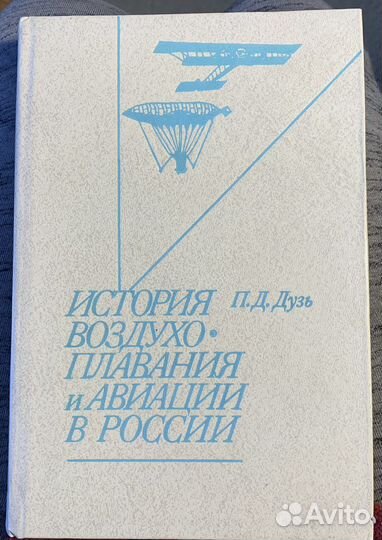 ИСТОРИЯ П.Д. Дузь
ВОЗДУХО•
ПЛАВАНИЯ
и АВИАЦИИ
В РОССИИ
Avito